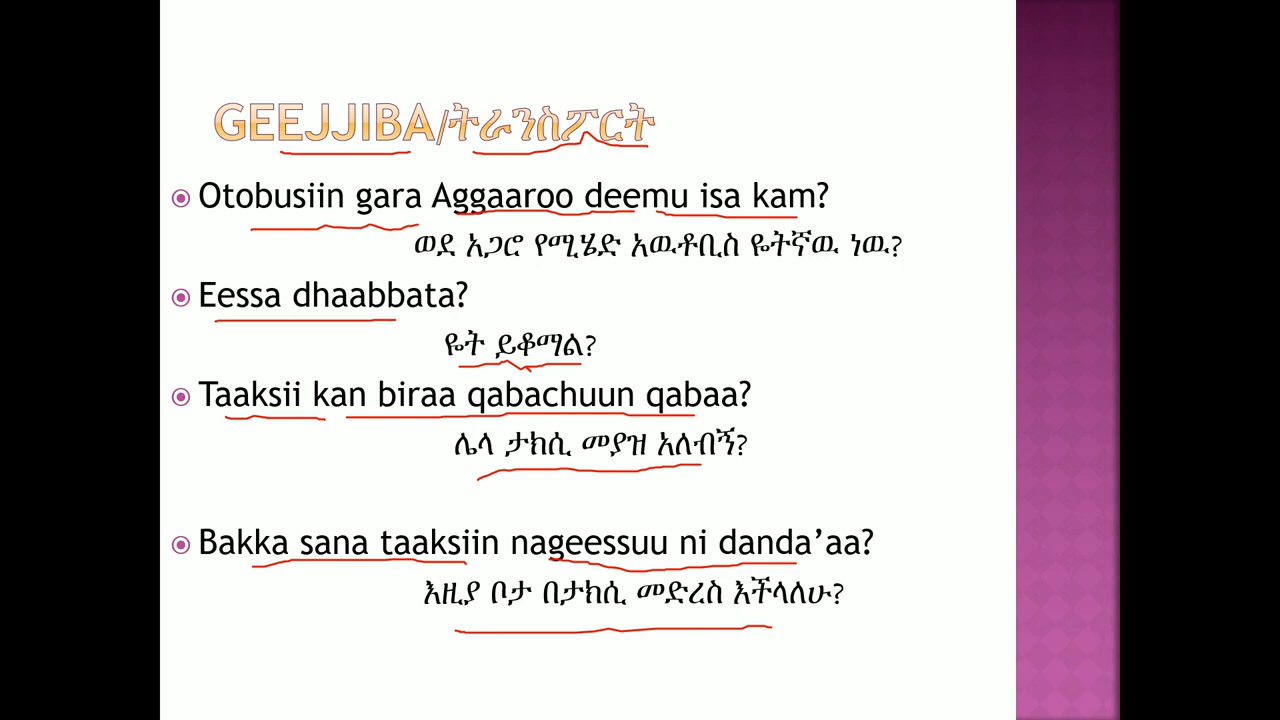 GEEJJIBA/ትራንስፖርት
Otobusiin gara Aggaaroo deemu isa kam?
ወደ አጋሮ የሚሄድ አዉቶቢስ ዬትኛዉ ነዉ?
Eessa dhaabbata?
ዬት ይቆማል?
Taaksii kan biraa qabachuun qabaa?
ሌላ ታክሲ መያዝ አለብኝ?
Bakka sana taaksiin nageessuu ni danda’aa?
እዚያ ቦታ በታክሲ መድረስ እችላለሁ?